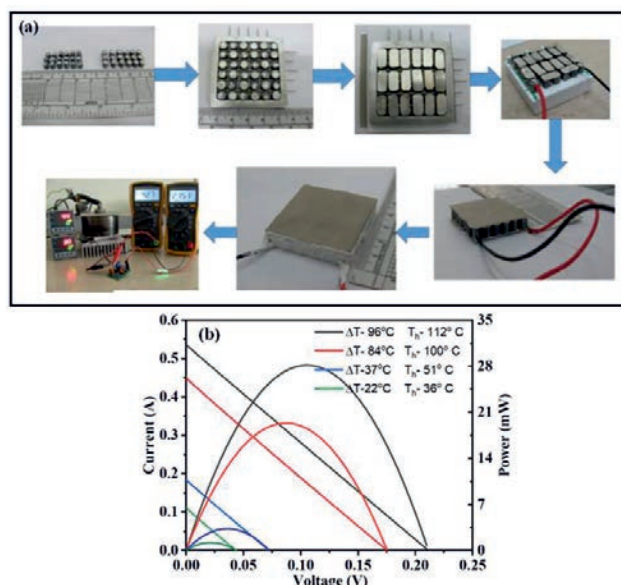 (a)
(b)
ΔT- 96°C Tₕ- 112° C
ΔT- 84°C Tₕ- 100° C
ΔT-37°C Tₕ- 51° C
ΔT-22°C Tₕ- 36° C
0.6
0.5
0.4
0.3
0.2
0.1
0.0
Current (A)
35
28
21
14
7
0
Power (mW)
0.00 0.05 0.10 0.15 0.20 0.25
Voltage (V)